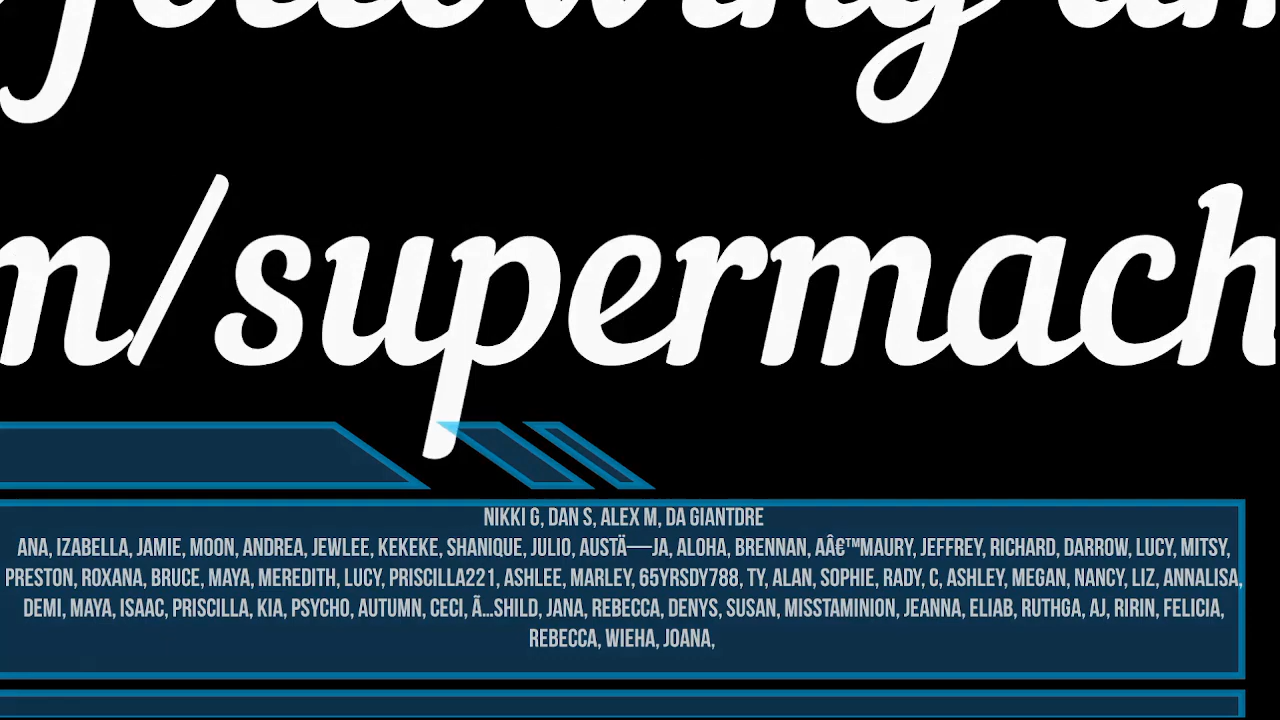 following an
m/supermach
NIKKI G, DAN S, ALEX M, DA GIANTDRE
ANA, IZABELLA, JAMIE, MOON, ANDREA, JEWLEE, KEKEKE, SHANIQUE, JULIO, AUSTÄ—JA, ALOHA, BRENNAN, AÂ€™MAURY, JEFFREY, RICHARD, DARROW, LUCY, MITSY,
PRESTON, ROXANA, BRUCE, MAYA, MEREDITH, LUCY, PRISCILLA221, ASHLEE, MARLEY, 65YRSDY788, TY, ALAN, SOPHIE, RADY, C, ASHLEY, MEGAN, NANCY, LIZ, ANNALISA,
DEMI, MAYA, ISAAC, PRISCILLA, KIA, PSYCHO, AUTUMN, CECI, Ã…SHILD, JANA, REBECCA, DENYS, SUSAN, MISSTAMINION, JEANNA, ELIAB, RUTHGA, AJ, RIRIN, FELICIA,
REBECCA, WIEHA, JOANA,